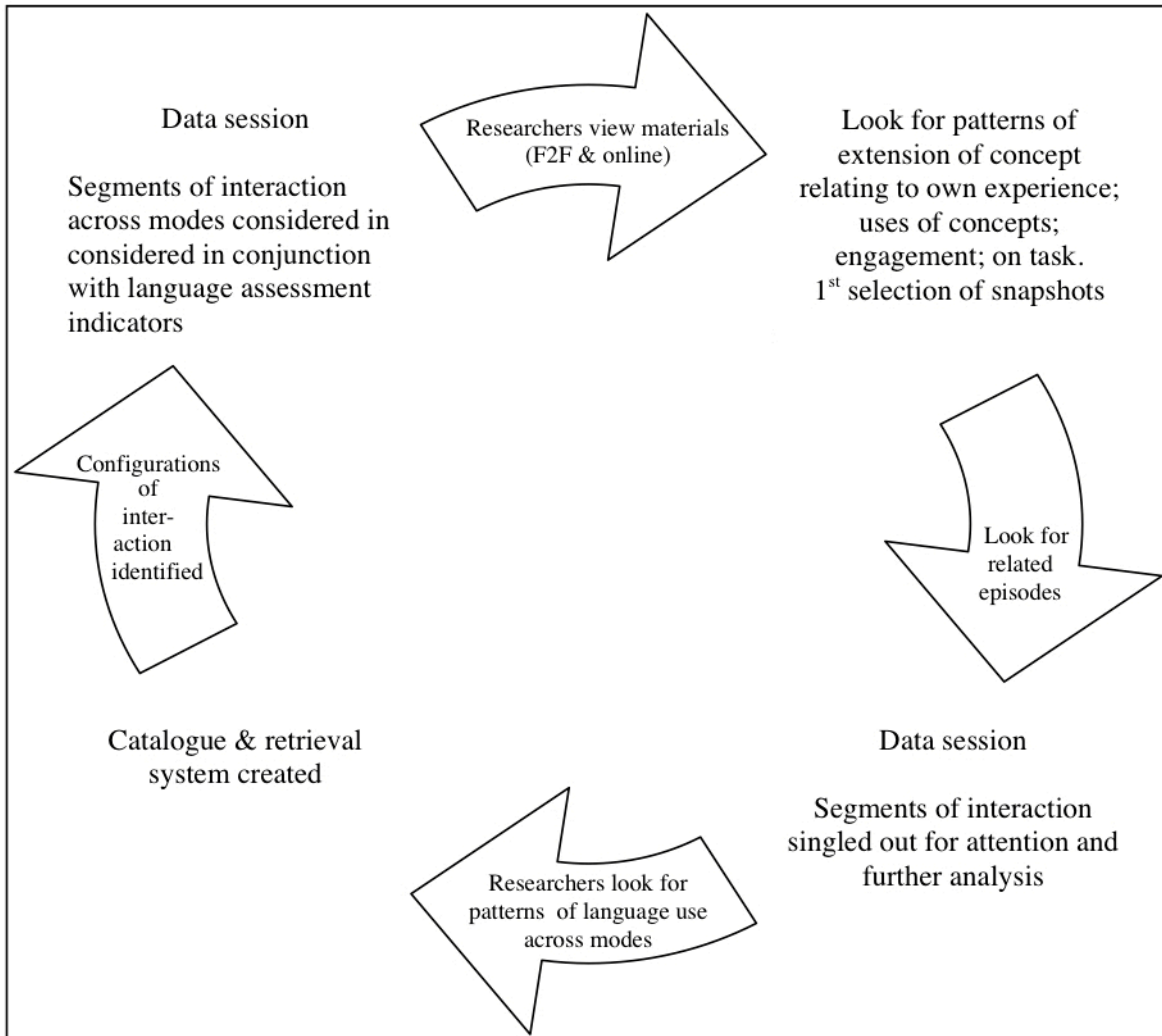 Data session
Segments of interaction
across modes considered in
considered in conjunction
with language assessment
indicators
Researchers view materials
(F2F & online)
Look for patterns of
extension of concept
relating to own experience;
uses of concepts;
engagement; on task.
1st selection of snapshots
Look for
related
episodes
Data session
Segments of interaction
singled out for attention and
further analysis
Researchers look for
patterns of language use
across modes
Catalogue & retrieval
system created
Configurations
of
inter-
action
identified